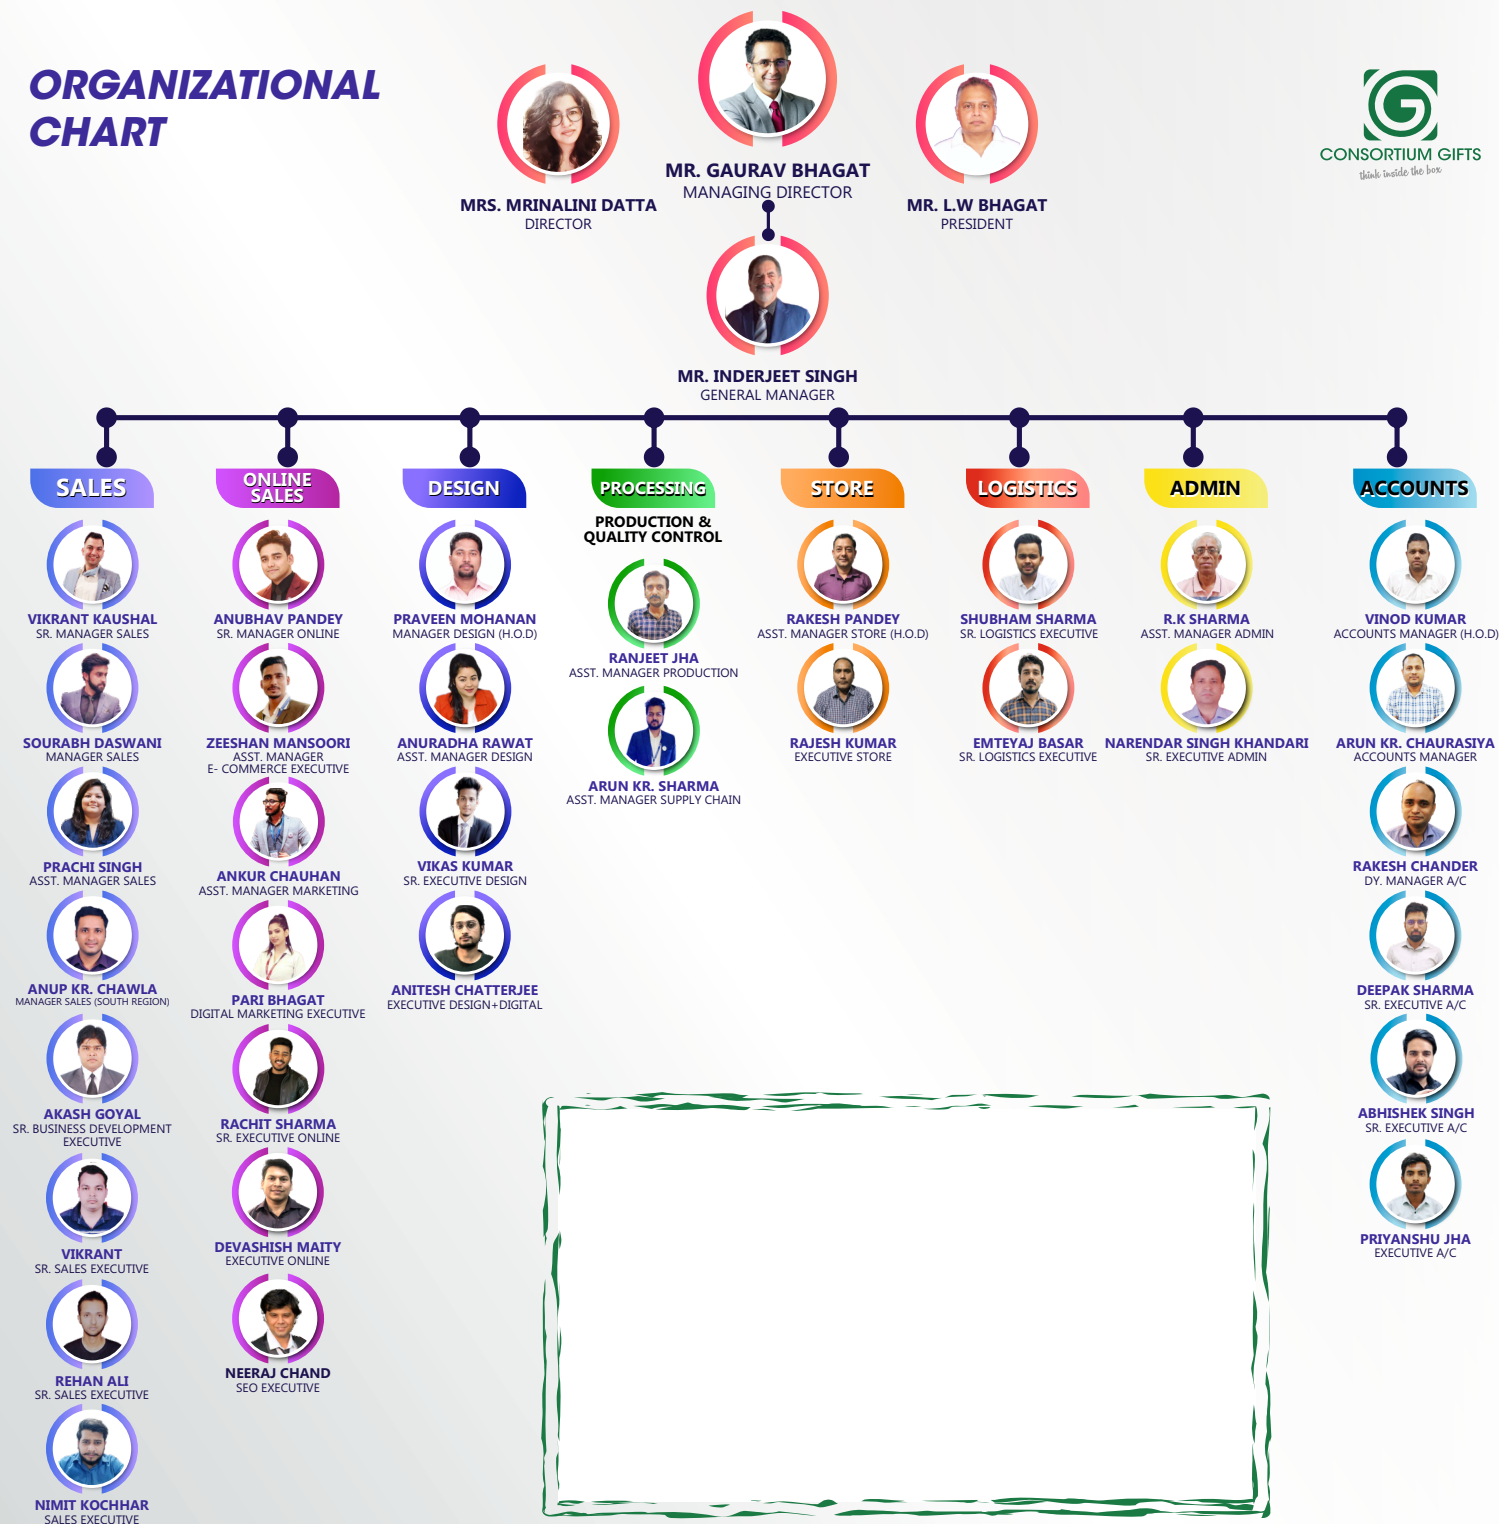 ORGANIZATIONAL
CHART
MR. GAURAV BHAGAT
MANAGING DIRECTOR
MRS. MRINALINI DATTA
DIRECTOR
MR. L.W BHAGAT
PRESIDENT
G
CONSORTIUM GIFTS
think inside the box
MR. INDERJEET SINGH
GENERAL MANAGER
SALES
VIKRANT KAUSHAL
SR. MANAGER SALES
SOURABH DASWANI
MANAGER SALES
PRACHI SINGH
ASST. MANAGER SALES
ANUP KR. CHAWLA
MANAGER SALES (SOUTH REGION)
AKASH GOYAL
SR. BUSINESS DEVELOPMENT
EXECUTIVE
VIKRANT
SR. SALES EXECUTIVE
REHAN ALI
SR. SALES EXECUTIVE
NIMIT KOCHHAR
SALES EXECUTIVE
ONLINE
SALES
ANUBHAV PANDEY
SR. MANAGER ONLINE
ZEESHAN MANSOORI
ASST. MANAGER
E- COMMERCE EXECUTIVE
ANKUR CHAUHAN
ASST. MANAGER MARKETING
PARI BHAGAT
DIGITAL MARKETING EXECUTIVE
RACHIT SHARMA
SR. EXECUTIVE ONLINE
DEVASHISH MAITY
EXECUTIVE ONLINE
NEERAJ CHAND
SEO EXECUTIVE
DESIGN
PRAVEEN MOHANAN
MANAGER DESIGN (H.O.D)
ANURADHA RAWAT
ASST. MANAGER DESIGN
VIKAS KUMAR
SR. EXECUTIVE DESIGN
ANITESH CHATTERJEE
EXECUTIVE DESIGN+DIGITAL
PROCESSING
PRODUCTION &
QUALITY CONTROL
RANJEET JHA
ASST. MANAGER PRODUCTION
ARUN KR. SHARMA
ASST. MANAGER SUPPLY CHAIN
STORE
RAKESH PANDEY
ASST. MANAGER STORE (H.O.D)
RAJESH KUMAR
EXECUTIVE STORE
LOGISTICS
SHUBHAM SHARMA
SR. LOGISTICS EXECUTIVE
EMTEYAJ BASAR
SR. LOGISTICS EXECUTIVE
ADMIN
R.K SHARMA
ASST. MANAGER ADMIN
NARENDAR SINGH KHANDARI
SR. EXECUTIVE ADMIN
ACCOUNTS
VINOD KUMAR
ACCOUNTS MANAGER (H.O.D)
ARUN KR. CHAURASIYA
ACCOUNTS MANAGER
RAKESH CHANDER
DY. MANAGER A/C
DEEPAK SHARMA
SR. EXECUTIVE A/C
ABHISHEK SINGH
SR. EXECUTIVE A/C
PRIYANSHU JHA
EXECUTIVE A/C